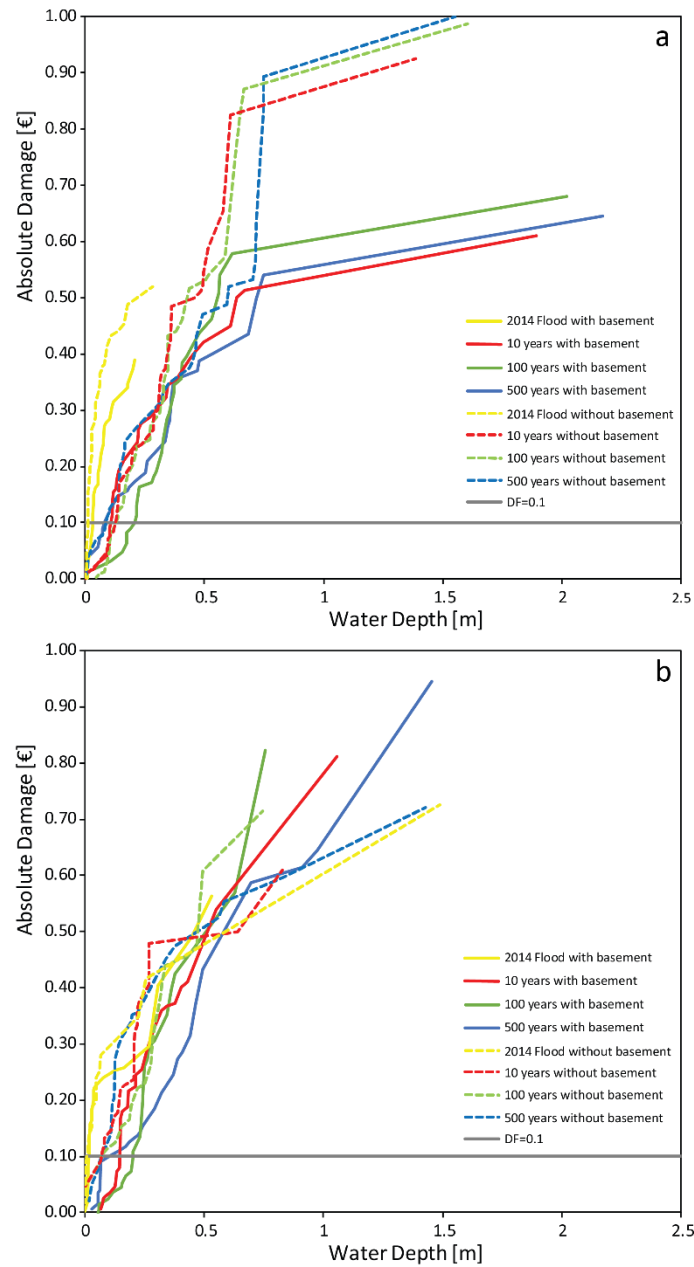 a
Absolute Damage [€]
1.00
0.90
0.80
0.70
0.60
0.50
0.40
0.30
0.20
0.10
0.00
2014 Flood with basement
10 years with basement
100 years with basement
500 years with basement
2014 Flood without basement
10 years without basement
100 years without basement
500 years without basement
DF=0.1
0 0.5 1 1.5 2 2.5
Water Depth [m]
b
Absolute Damage [€]
1.00
0.90
0.80
0.70
0.60
0.50
0.40
0.30
0.20
0.10
0.00
2014 Flood with basement
10 years with basement
100 years with basement
500 years with basement
2014 Flood without basement
10 years without basement
100 years without basement
500 years without basement
DF=0.1
0 0.5 1 1.5 2 2.5
Water Depth [m]